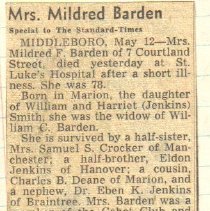 Mrs. Mildred Barden
Special to The Standard-Times
MIDDLEBORO, May 12—Mrs.
Mildred F. Barden of 7 Courtland
Street, died yesterday at St.
Luke's Hospital after a short ill-
ness. She was 78.
Born in Marion, the daughter
of William and Harriet (Jenkins)
Smith, she was the widow of Wil-
liam C. Barden.
She is survived by a half-sister,
Mrs. Samuel S. Crocker of Man-
chester; a half-brother, Eldon
Jenkins of Hanover; a cousin,
Charles B. Deane of Marion, and
a nephew, Dr. Eben K. Jenkins
of Braintree. Mrs. Barden was a
Cabot Club and